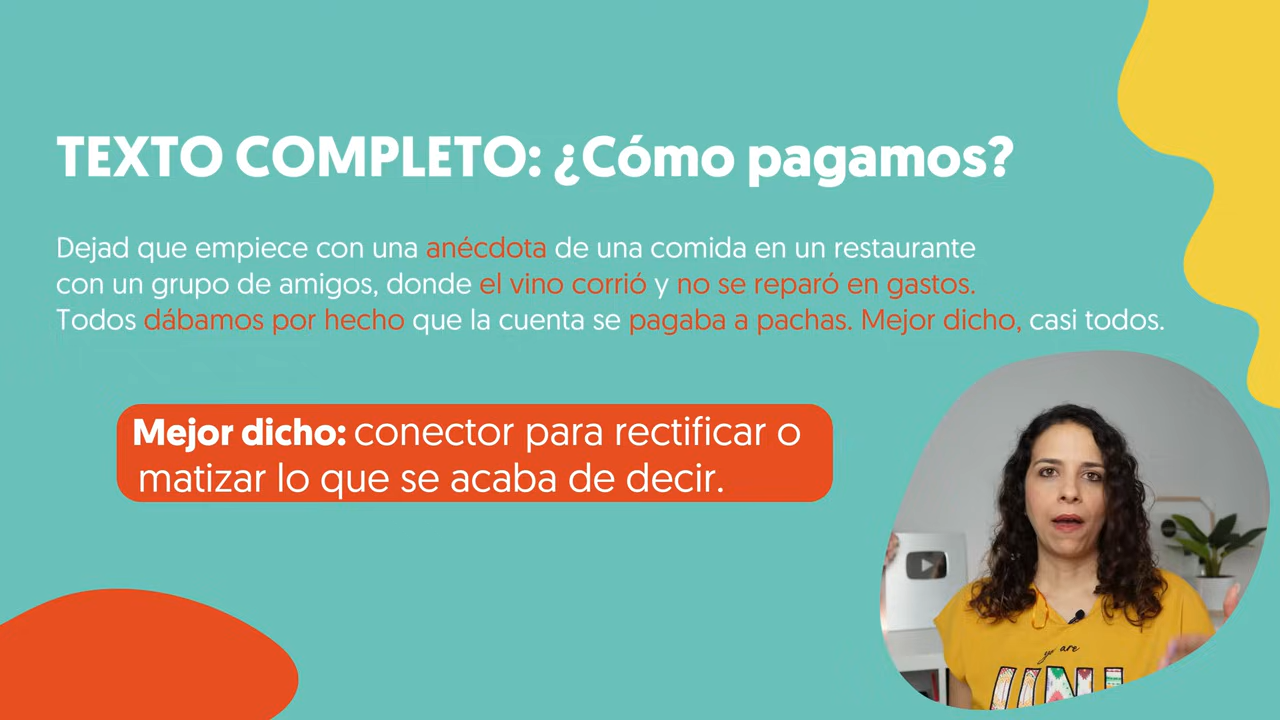 TEXTO COMPLETO: ¿Cómo pagamos?
Dejad que empiece con una anécdota de una comida en un restaurante
con un grupo de amigos, donde el vino corrió y no se reparó en gastos.
Todos dábamos por hecho que la cuenta se pagaba a pachas. Mejor dicho, casi todos.
Mejor dicho: conector para rectificar o
matizar lo que se acaba de decir.
you are